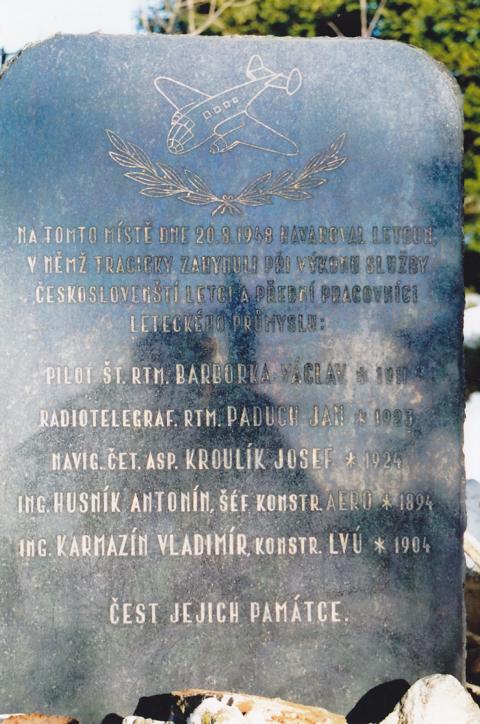 NA TOMTO MÍSTĚ DNE 20.8.1948 HAVAROVAL LETOUN,
V NĚMŽ TRAGICKY ZAHYNULI PŘI VÝKONU SLUŽBY
ČESKOSLOVENŠTÍ LETCI A PŘEDNÍ PRACOVNÍCI
LETECKÉHO PRŮMYSLU:
PILOT ŠT. RTM. BARBORKA VÁCLAV * 1911
RADIOTELEGRAF. RTM. PADUCH JAN * 1923
NAVIG. ČET. ASP. KROULÍK JOSEF * 1924
ING. HUSNÍK ANTONÍN, ŠÉF KONSTR. AERO * 1894
ING. KARMAZÍN VLADIMÍR, KONSTR. LVÚ * 1904
ČEST JEJICH PAMÁTCE.